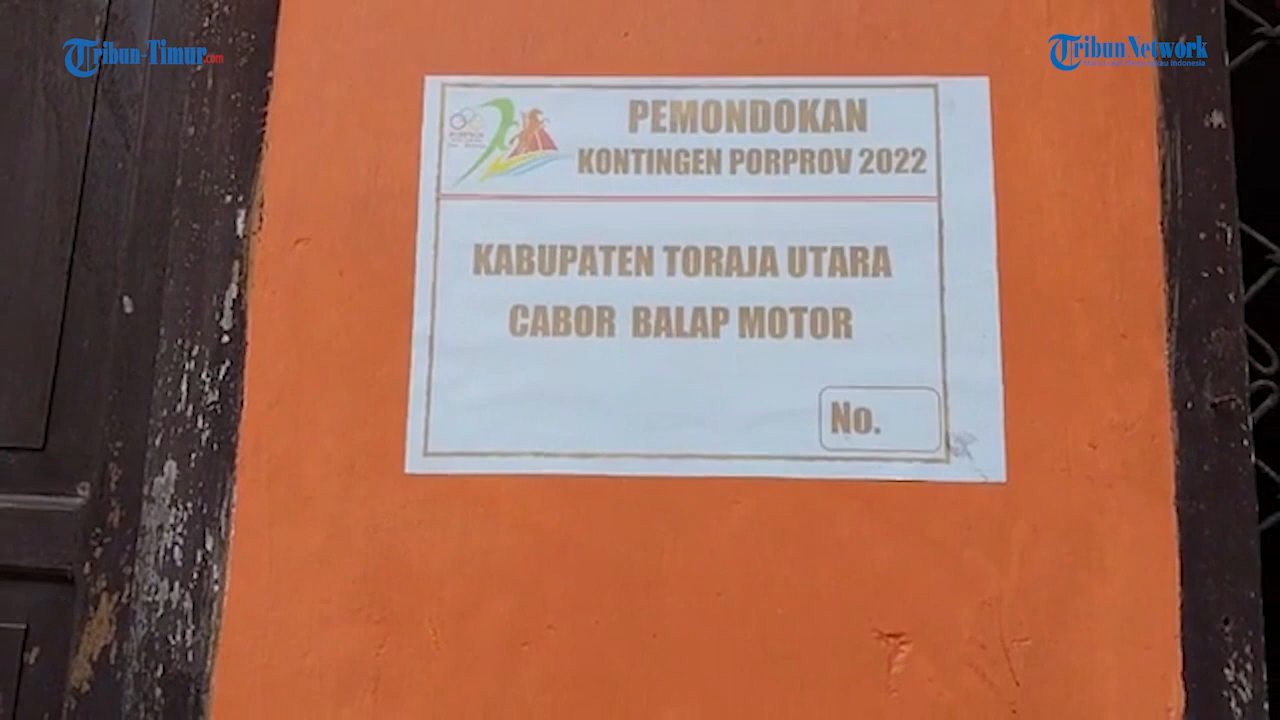 Tribun-Timur.com
Tribun Network
PEMONDOKAN
KONTINGEN PORPROV 2022
KABUPATEN TORAJA UTARA
CABOR BALAP MOTOR
No.